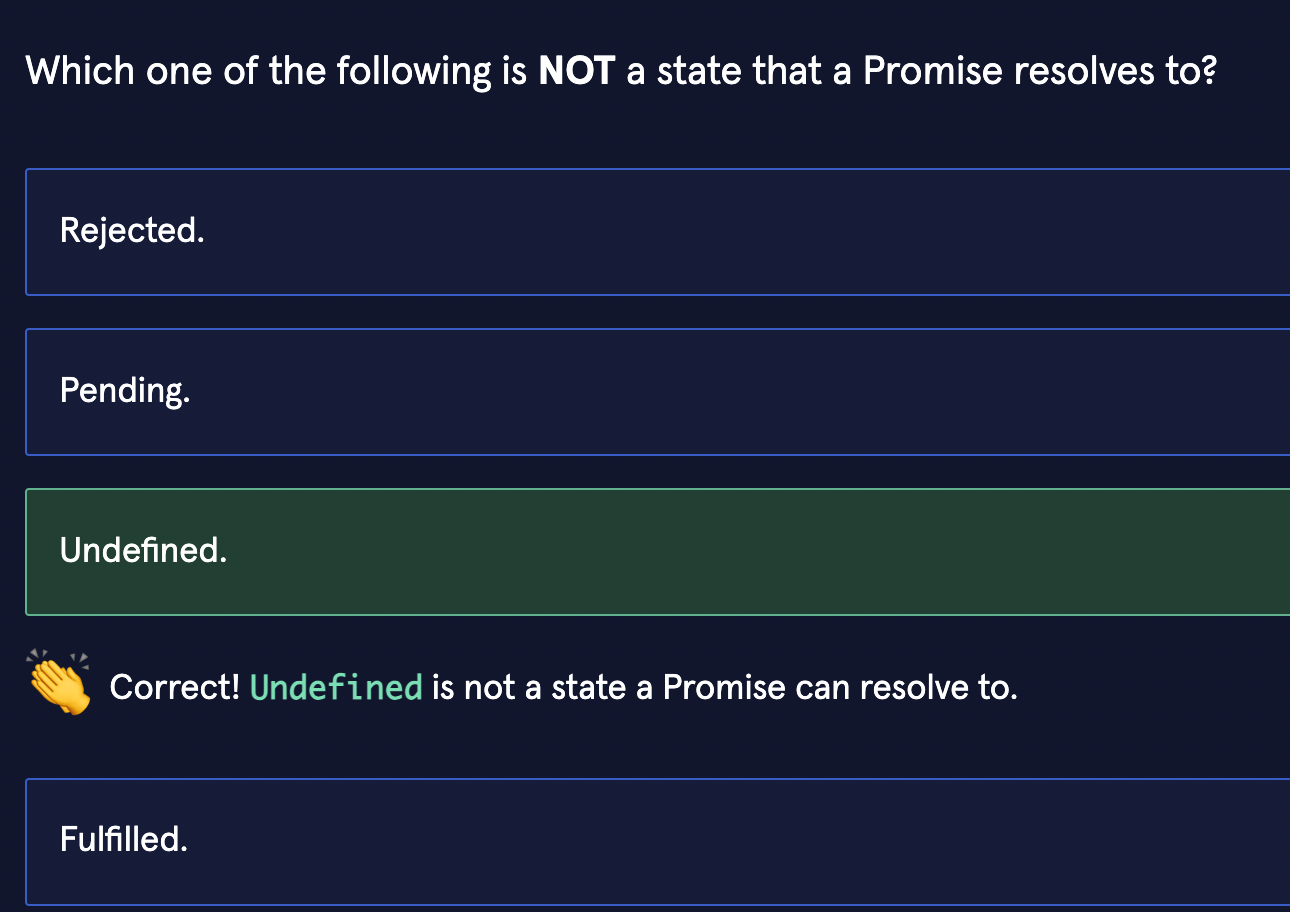 Which one of the following is NOT a state that a Promise resolves to?
Rejected.
Pending.
Undefined.
Correct! Undefined is not a state a Promise can resolve to.
Fulfilled.